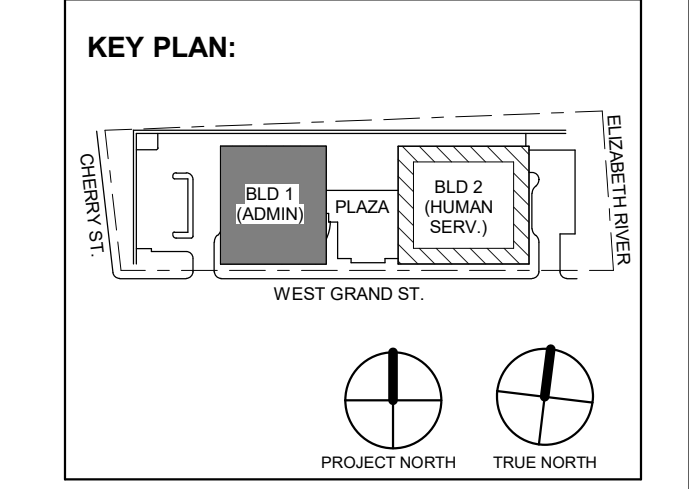 KEY PLAN:
CHERRY ST.
BLD 1
(ADMIN)
PLAZA
BLD 2
(HUMAN
SERV.)
ELIZABETH RIVER
WEST GRAND ST.
PROJECT NORTH
TRUE NORTH